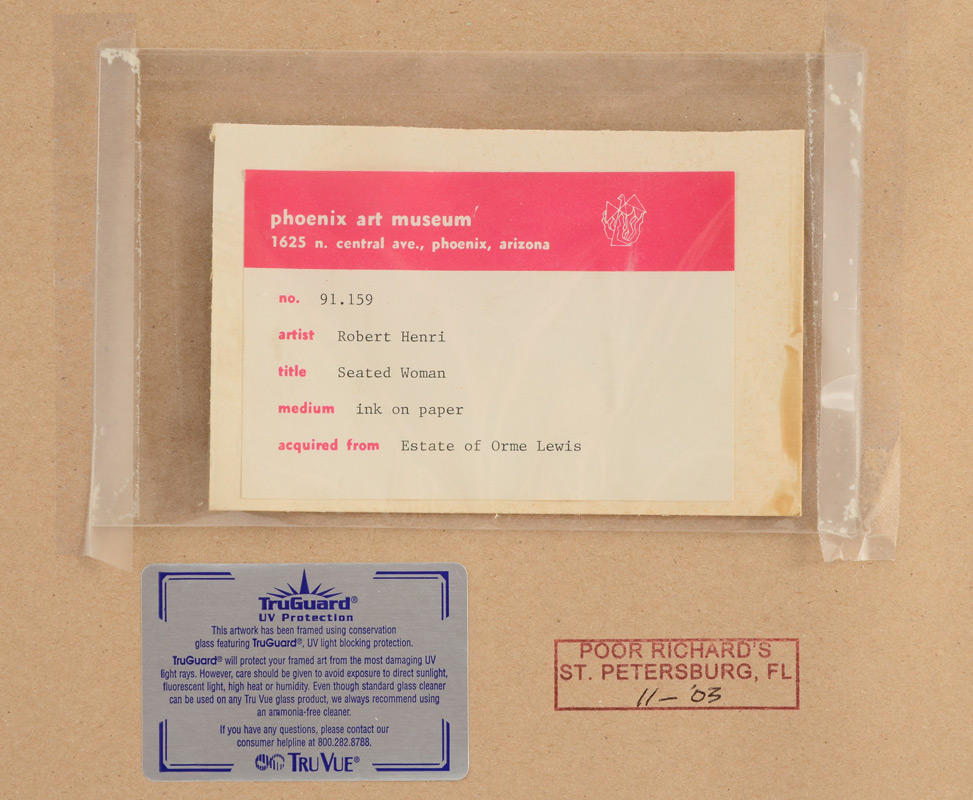 phoenix art museum
1625 n. central ave., phoenix, arizona
no. 91.159
artist Robert Henri
title Seated Woman
medium ink on paper
acquired from Estate of Orme Lewis
TruGuard®
UV Protection
This artwork has been framed using conservation
glass featuring TruGuard®, UV light blocking protection.
TruGuard® will protect your framed art from the most damaging UV
light rays. However, care should be given to avoid exposure to direct sunlight,
fluorescent light, high heat or humidity. Even though standard glass cleaner
can be used on any Tru Vue glass product, we always recommend using
an ammonia-free cleaner.
If you have any questions, please contact our
consumer helpline at 800.282.8788.
TRU VUE®
POOR RICHARD'S
ST. PETERSBURG, FL
11-'03